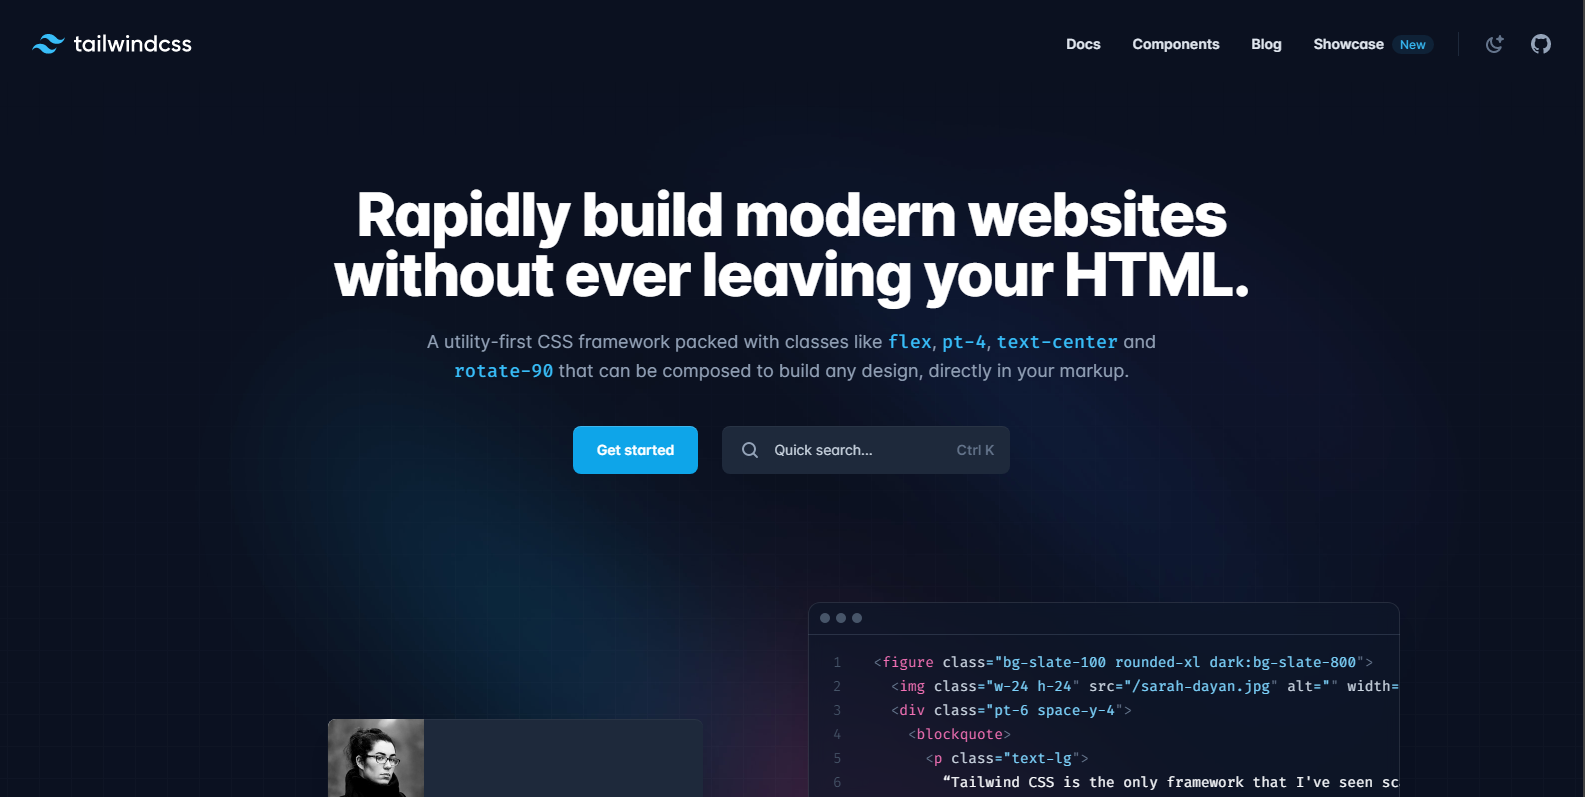 tailwindcss
Docs Components Blog Showcase New
Rapidly build modern websites
without ever leaving your HTML.
A utility-first CSS framework packed with classes like flex, pt-4, text-center and
rotate-90 that can be composed to build any design, directly in your markup.
Get started
Quick search... Ctrl K
1 <figure class="bg-slate-100 rounded-xl dark:bg-slate-800">
2 <img class="w-24 h-24" src="/sarah-dayan.jpg" alt="" width=
3 <div class="pt-6 space-y-4">
4 <blockquote>
5 <p class="text-lg">
6 “Tailwind CSS is the only framework that I've seen sc